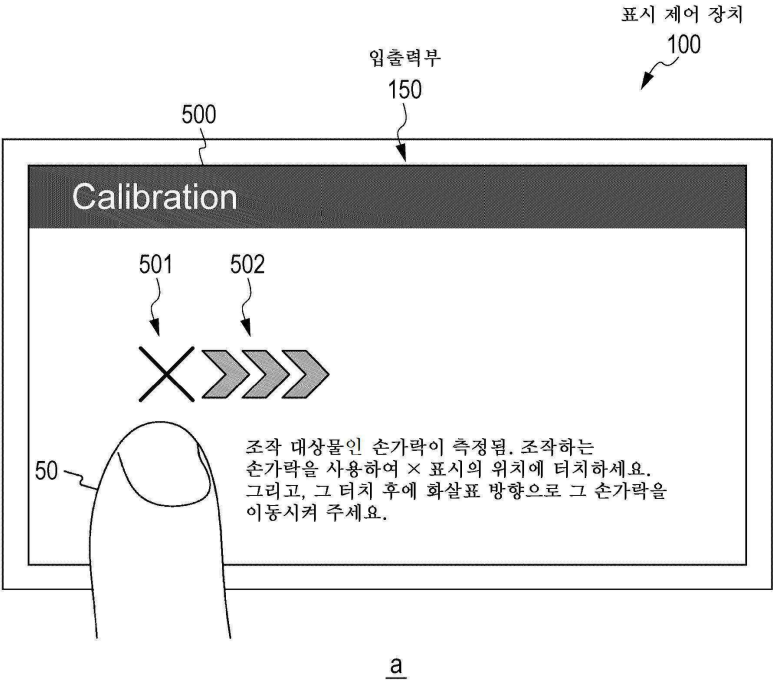 표시 제어 장치
100
입출력부
150
500
Calibration
501
502
조작 대상물인 손가락이 측정됨. 조작하는
손가락을 사용하여 × 표시의 위치에 터치하세요.
그리고, 그 터치 후에 화살표 방향으로 그 손가락을
이동시켜 주세요.
50
a